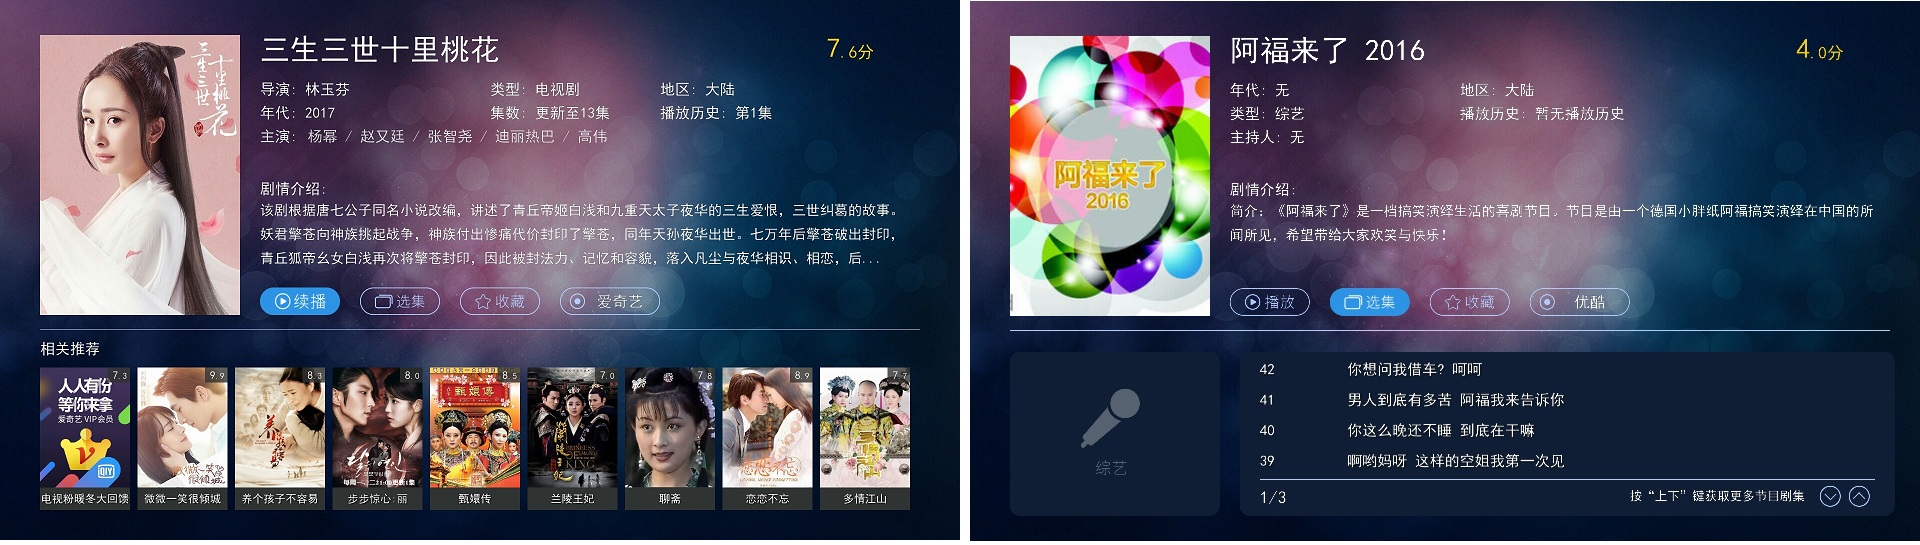 三生三世十里桃花
7.6分
三生三世
十里桃花
导演：林玉芬
类型：电视剧
地区：大陆
年代：2017
集数：更新至13集
播放历史：第1集
主演： 杨幂 / 赵又廷 / 张智尧 / 迪丽热巴 / 高伟
剧情介绍：
该剧根据唐七公子同名小说改编，讲述了青丘帝姬白浅和九重天太子夜华的三生爱恨，三世纠葛的故事。
妖君擎苍向神族挑起战争，神族付出惨痛代价封印了擎苍，同年天孙夜华出世。七万年后擎苍破出封印，
青丘狐帝幺女白浅再次将擎苍封印，因此被封法力、记忆和容貌，落入凡尘与夜华相识、相恋，后...
续播
选集
收藏
爱奇艺
相关推荐
7.3
人人有份
等你来拿
爱奇艺 VIP会员
QIY
电视粉暖冬大回馈
9.9
微微一笑很倾城
8.3
养个孩子不容易
8.0
步步惊心:丽
8.5
甄嬛传
甄嬛传
7.0
兰陵王妃
7.8
聊斋
8.9
恋恋不忘
恋恋不忘
7.7
多情江山
阿福来了 2016
4.0分
阿福来了
2016
年代：无
地区：大陆
类型：综艺
播放历史：暂无播放历史
主持人：无
剧情介绍：
简介：《阿福来了》是一档搞笑演绎生活的喜剧节目。节目是由一个德国小胖纸阿福搞笑演绎在中国的所
闻所见，希望带给大家欢笑与快乐！
播放
选集
收藏
优酷
综艺
42 你想问我借车? 呵呵
41 男人到底有多苦 阿福我来告诉你
40 你这么晚还不睡 到底在干嘛
39 啊哟妈呀 这样的空姐我第一次见
1/3
按“上下”键获取更多节目剧集